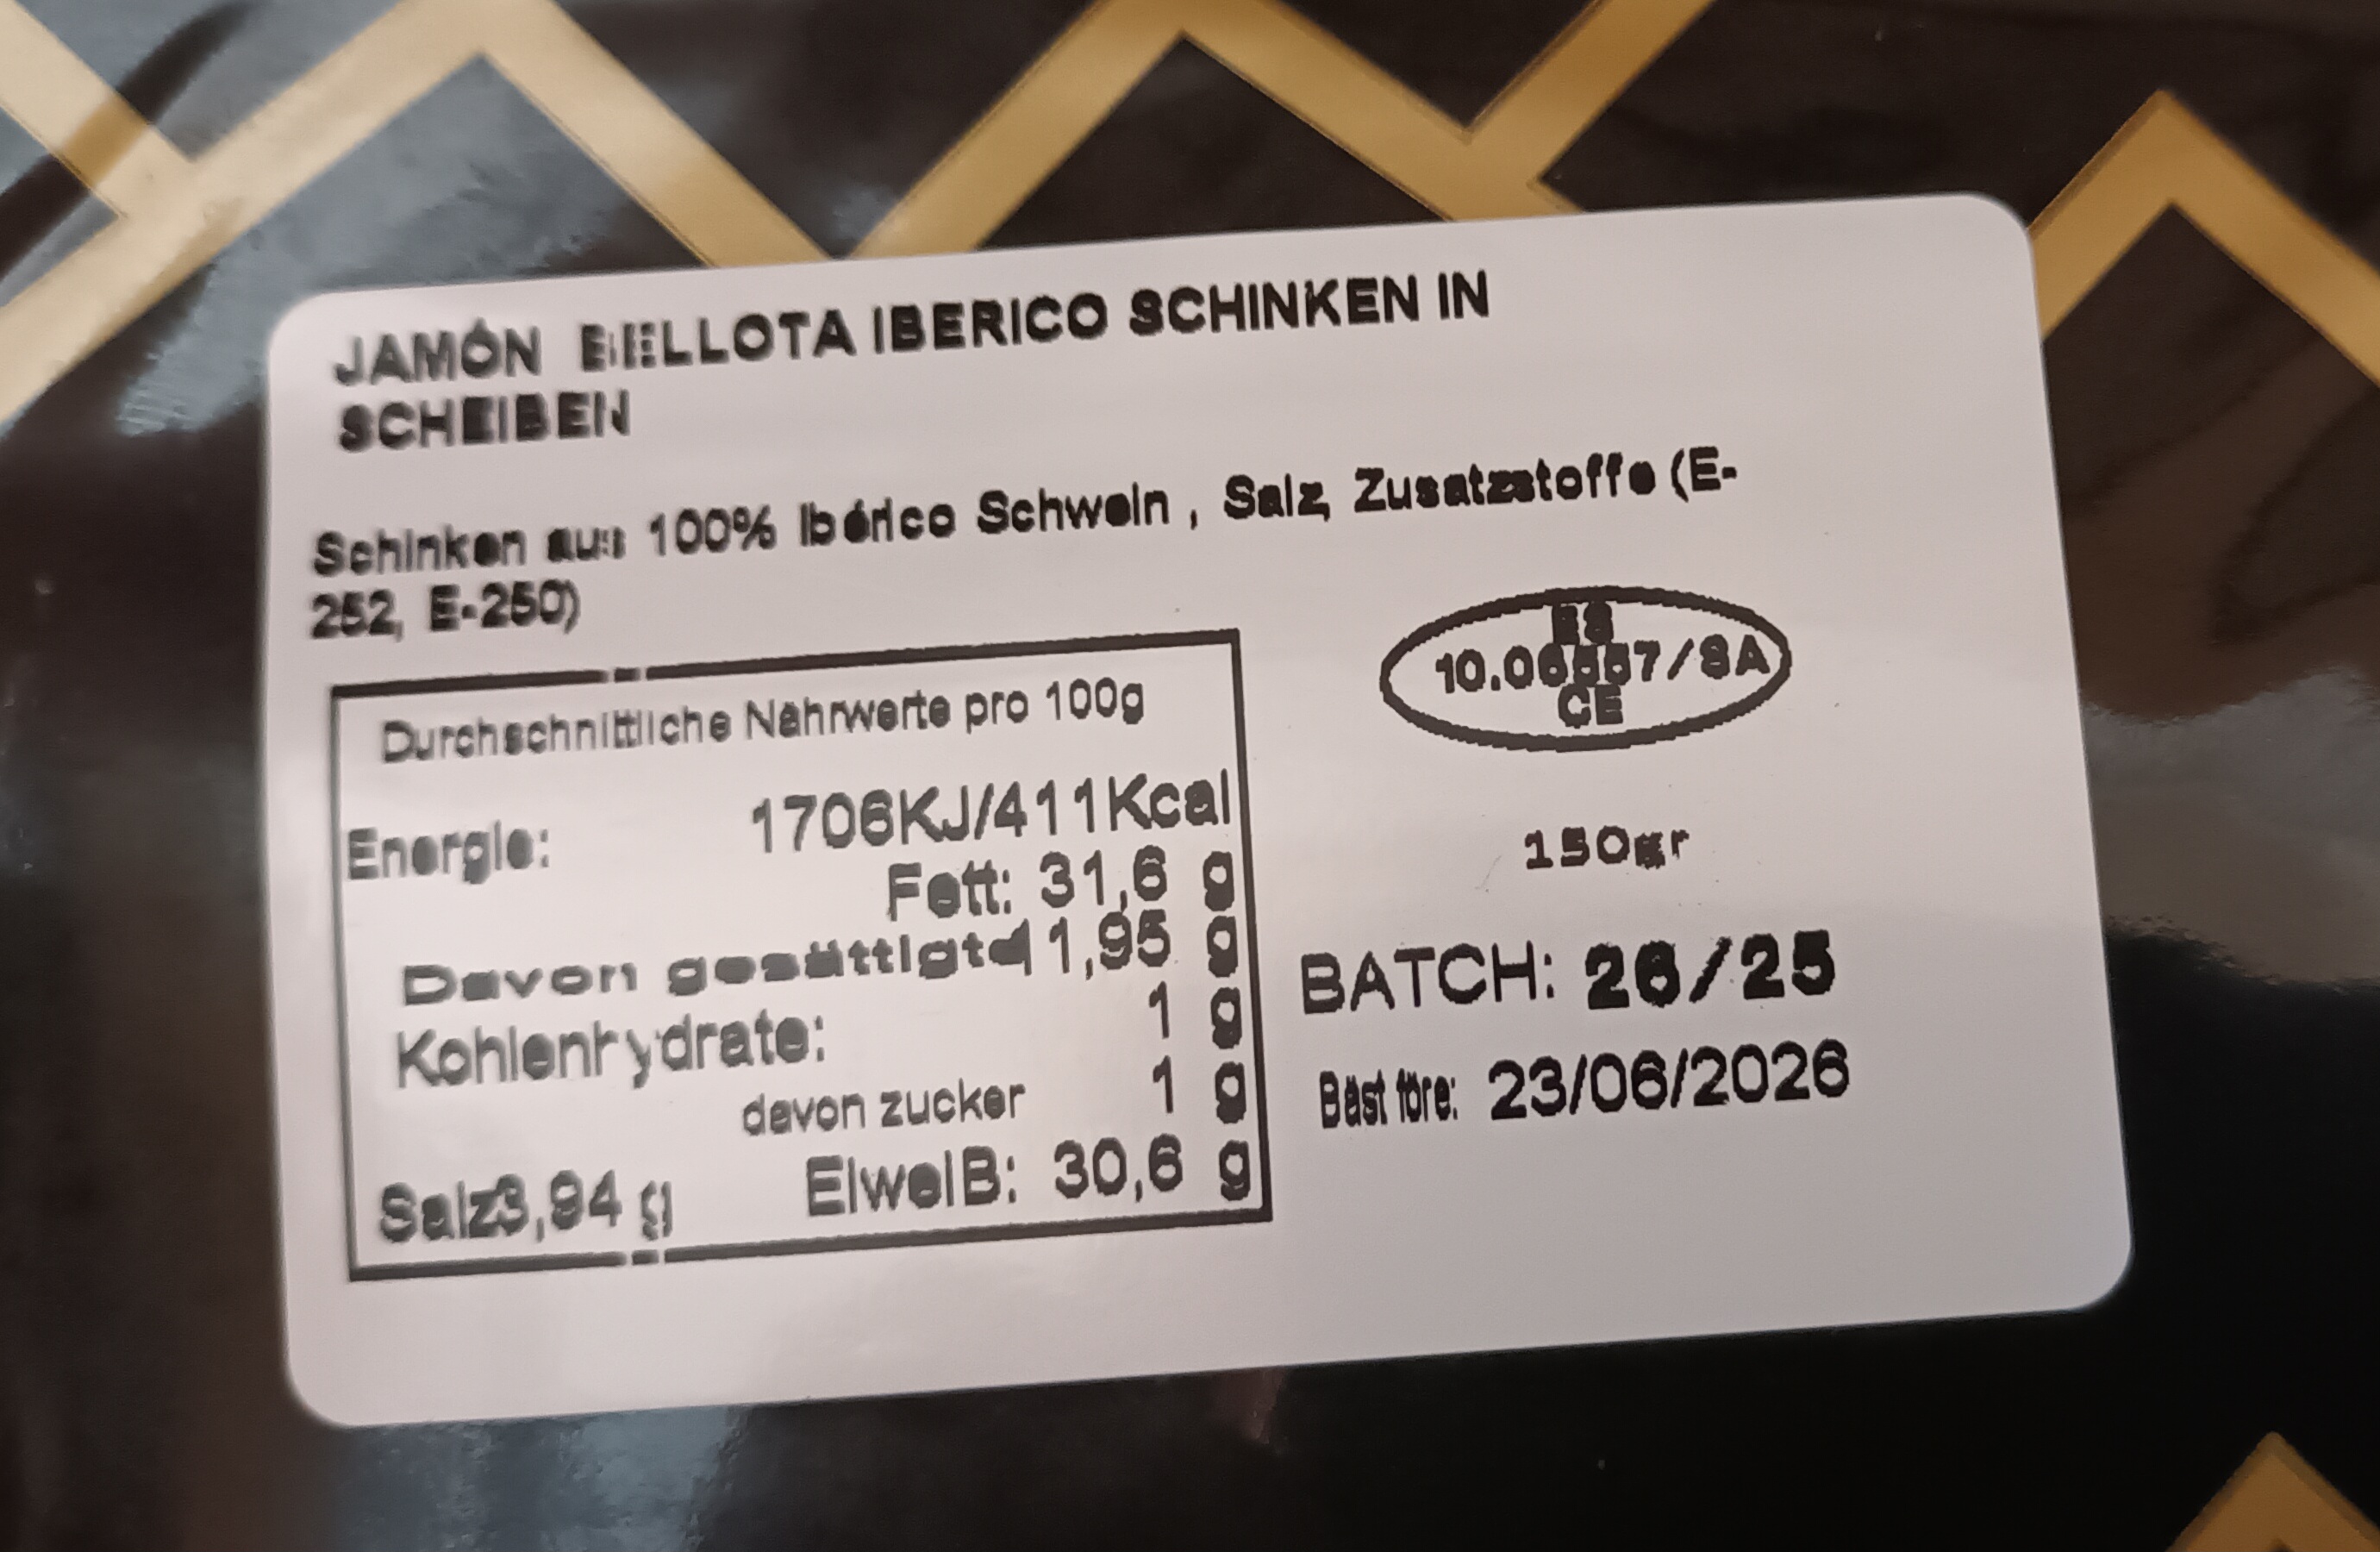 JAMÓN BELLOTA IBERICO SCHINKEN IN
SCHEIBEN
Schinken aus 100% Ibérico Schwein , Salz, Zusatzstoffe (E-
252, E-250)
Durchschnittliche Nährwerte pro 100g
Energie: 1706KJ/411Kcal
Fett: 31,6 g
Davon gesättigte 11,95 g
Kohlenhydrate: 1 g
davon zucker 1 g
Salz3,94 g EiweiB: 30,6 g
ES
CE
150gr
BATCH: 26/25
Bäst före: 23/06/2026